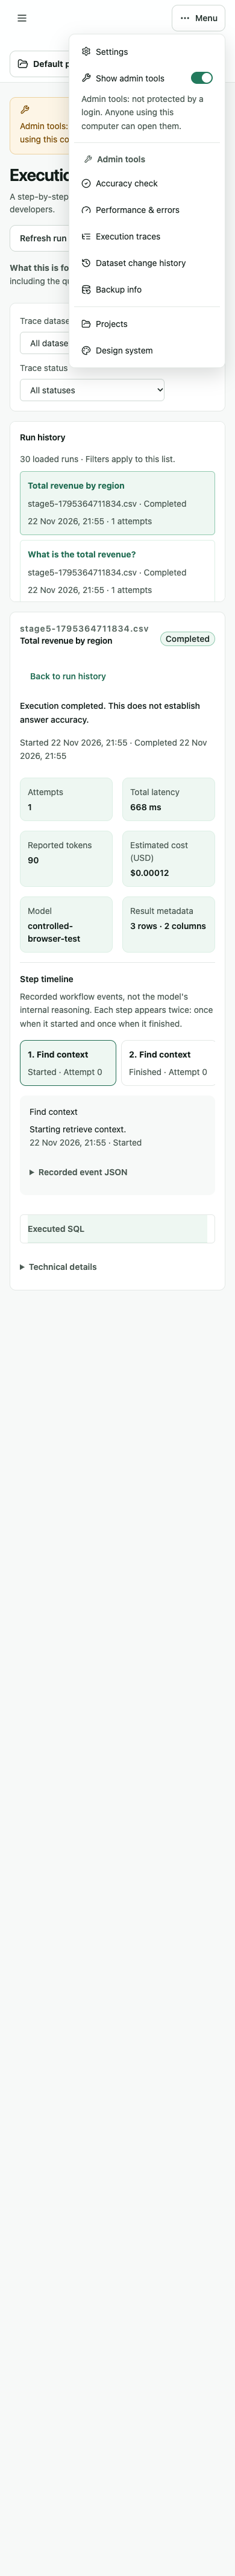 Menu
Default p
Settings
Show admin tools
Admin tools: not protected by a
login. Anyone using this
computer can open them.
Admin tools
Accuracy check
Performance & errors
Execution traces
Dataset change history
Backup info
Projects
Design system
Admin tools:
using this co
Executio
A step-by-step
developers.
Refresh run
What this is fo
including the qu
Trace datase
All datase
Trace status
All statuses
Run history
30 loaded runs · Filters apply to this list.
Total revenue by region
stage5-1795364711834.csv · Completed
22 Nov 2026, 21:55 · 1 attempts
What is the total revenue?
stage5-1795364711834.csv · Completed
22 Nov 2026, 21:55 · 1 attempts
stage5-1795364711834.csv
Total revenue by region
Completed
Back to run history
Execution completed. This does not establish
answer accuracy.
Started 22 Nov 2026, 21:55 · Completed 22 Nov
2026, 21:55
Attempts
1
Total latency
668 ms
Reported tokens
90
Estimated cost
(USD)
$0.00012
Model
controlled-
browser-test
Result metadata
3 rows · 2 columns
Step timeline
Recorded workflow events, not the model's
internal reasoning. Each step appears twice: once
when it started and once when it finished.
1. Find context
Started · Attempt 0
2. Find context
Finished · Attempt 0
Find context
Starting retrieve context.
22 Nov 2026, 21:55 · Started
Recorded event JSON
Executed SQL
Technical details